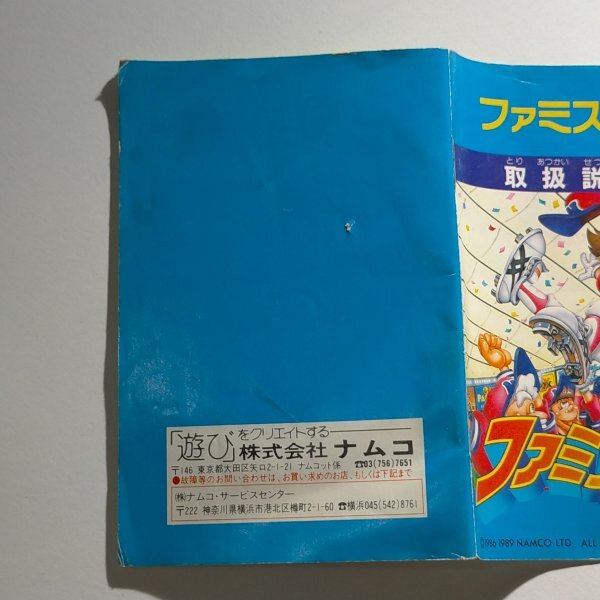 「遊び」をクリエイトする
株式会社 ナムコ
〒146 東京都大田区矢口2-1-21 ナムコット係 ☎03(756)7651
●故障等のお問い合わせは、お買い求めのお店、もしくは下記まで
㈱ナムコ・サービスセンター
〒222 神奈川県横浜市港北区樽町2-1-60 ☎横浜045(542)8761
ファミス
とり あつかい せつ
取扱説
ファミ
©1986 1989 NAMCO LTD., ALL